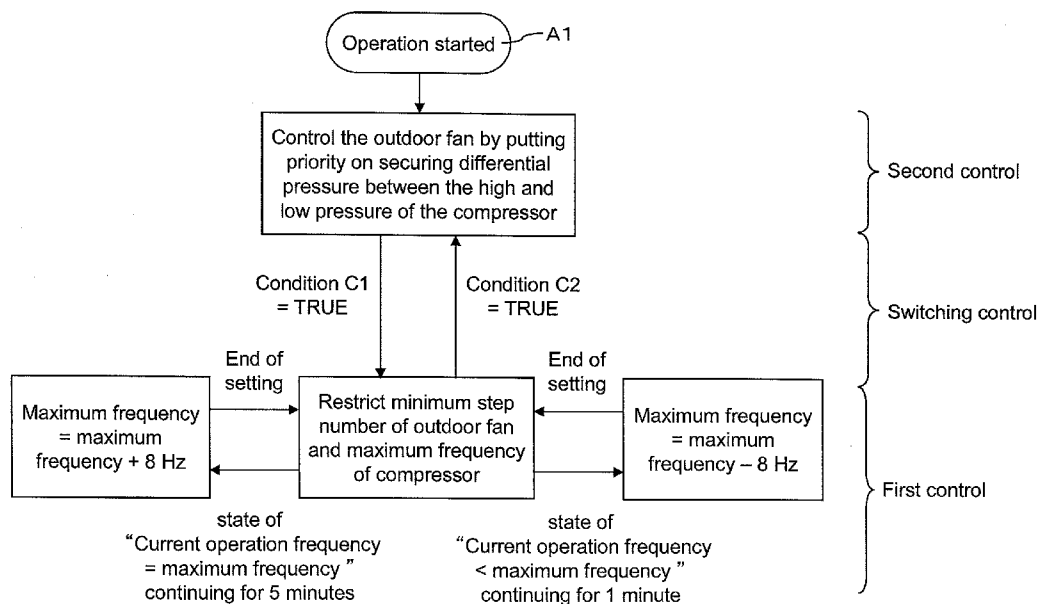 Operation started
A1
Control the outdoor fan by putting
priority on securing differential
pressure between the high and
low pressure of the compressor
Second control
Condition C1
= TRUE
Condition C2
= TRUE
Switching control
End of
setting
End of
setting
Maximum frequency
= maximum
frequency + 8 Hz
Restrict minimum step
number of outdoor fan
and maximum frequency
of compressor
Maximum frequency
= maximum
frequency – 8 Hz
First control
state of
“Current operation frequency
= maximum frequency ”
continuing for 5 minutes
state of
“Current operation frequency
< maximum frequency ”
continuing for 1 minute